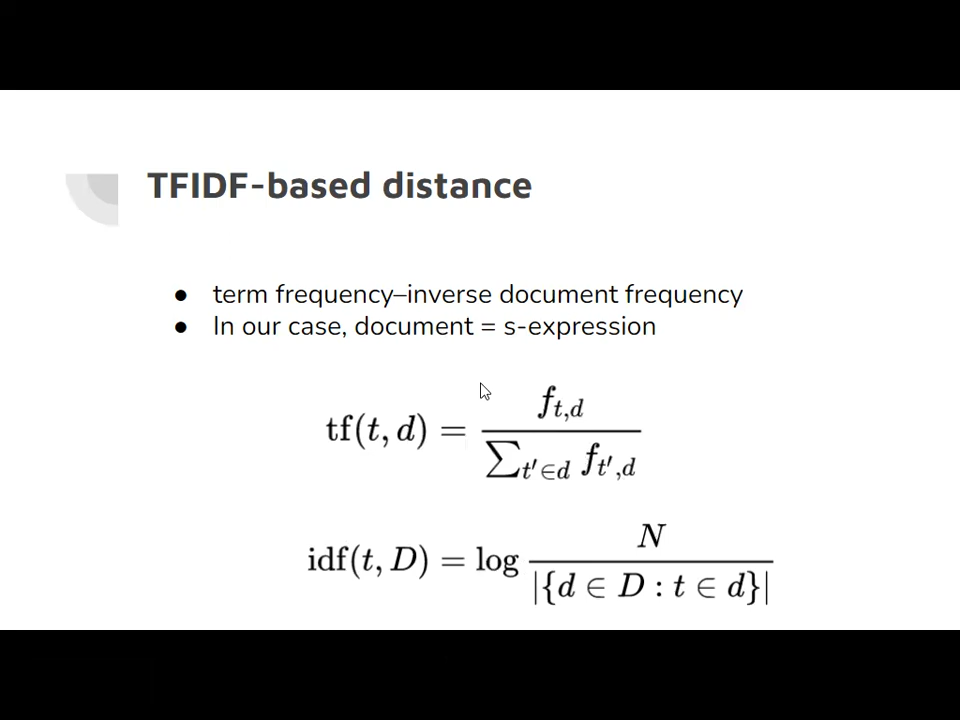 TFIDF-based distance
● term frequency–inverse document frequency
● In our case, document = s-expression
tf(t, d) = f_{t,d} / ∑_{t′∈d} f_{t′,d}
idf(t, D) = log N / |{d ∈ D : t ∈ d}|